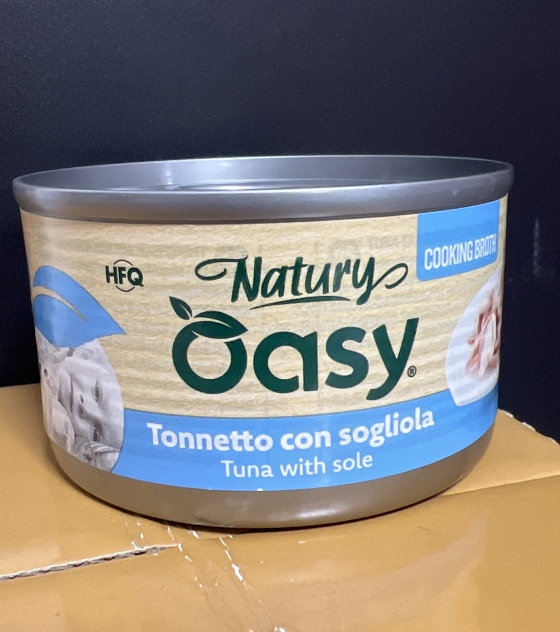 COOKING BROTH
HFQ
Natury
Oasy®
Tonnetto con sogliola
Tuna with sole